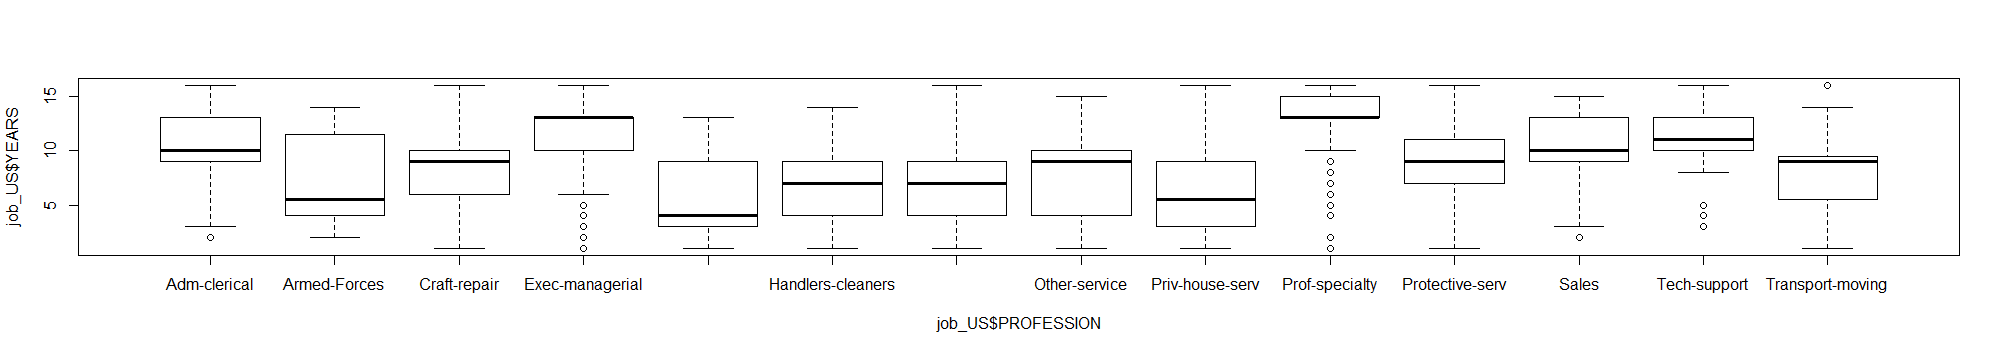 job_US$YEARS
15
10
5
Adm-clerical Armed-Forces Craft-repair Exec-managerial Handlers-cleaners Other-service Priv-house-serv Prof-specialty Protective-serv Sales Tech-support Transport-moving
job_US$PROFESSION